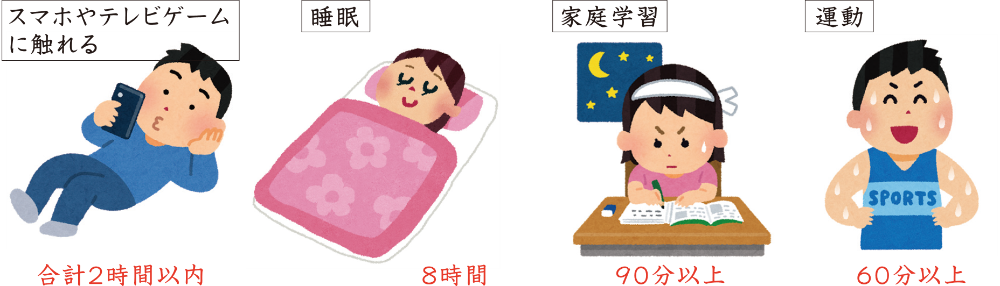 スマホやテレビゲーム
に触れる
睡眠
家庭学習
運動
SPORTS
合計2時間以内
8時間
90分以上
60分以上